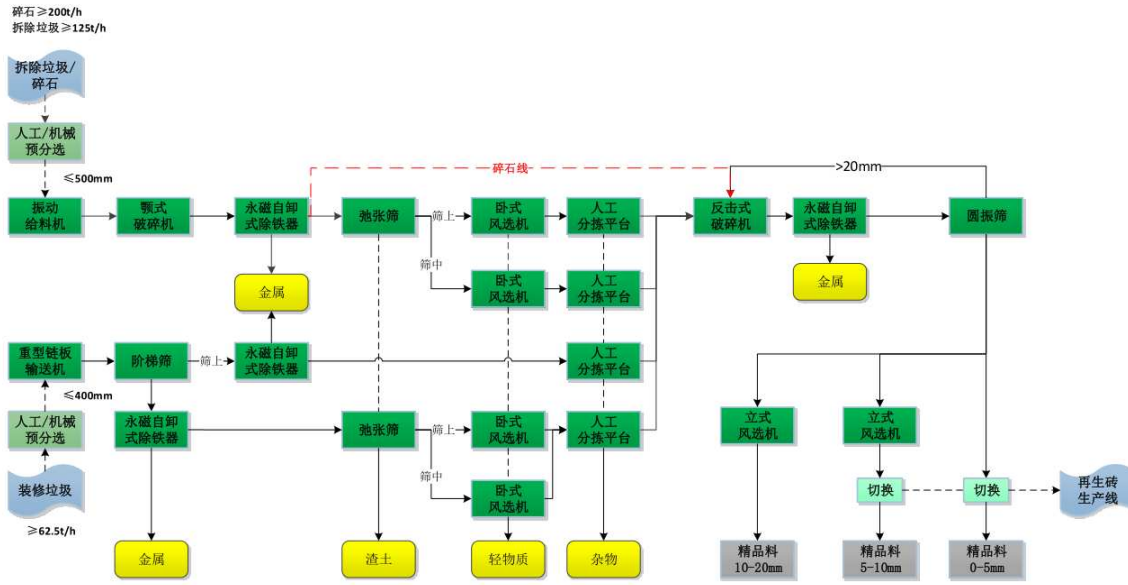 碎石≥200t/h
拆除垃圾≥125t/h
拆除垃圾/
碎石
人工/机械
预分选
≤500mm
碎石线
>20mm
振动
给料机
颚式
破碎机
永磁自卸
式除铁器
弛张筛
筛上
卧式
风选机
人工
分拣平台
反击式
破碎机
永磁自卸
式除铁器
圆振筛
筛中
卧式
风选机
人工
分拣平台
金属
金属
重型链板
输送机
阶梯筛
筛上
永磁自卸
式除铁器
人工
分拣平台
≤400mm
人工/机械
预分选
永磁自卸
式除铁器
弛张筛
筛上
卧式
风选机
人工
分拣平台
立式
风选机
立式
风选机
筛中
卧式
风选机
装修垃圾
≥62.5t/h
切换
切换
再生砖
生产线
金属
渣土
轻物质
杂物
精品料
10-20mm
精品料
5-10mm
精品料
0-5mm